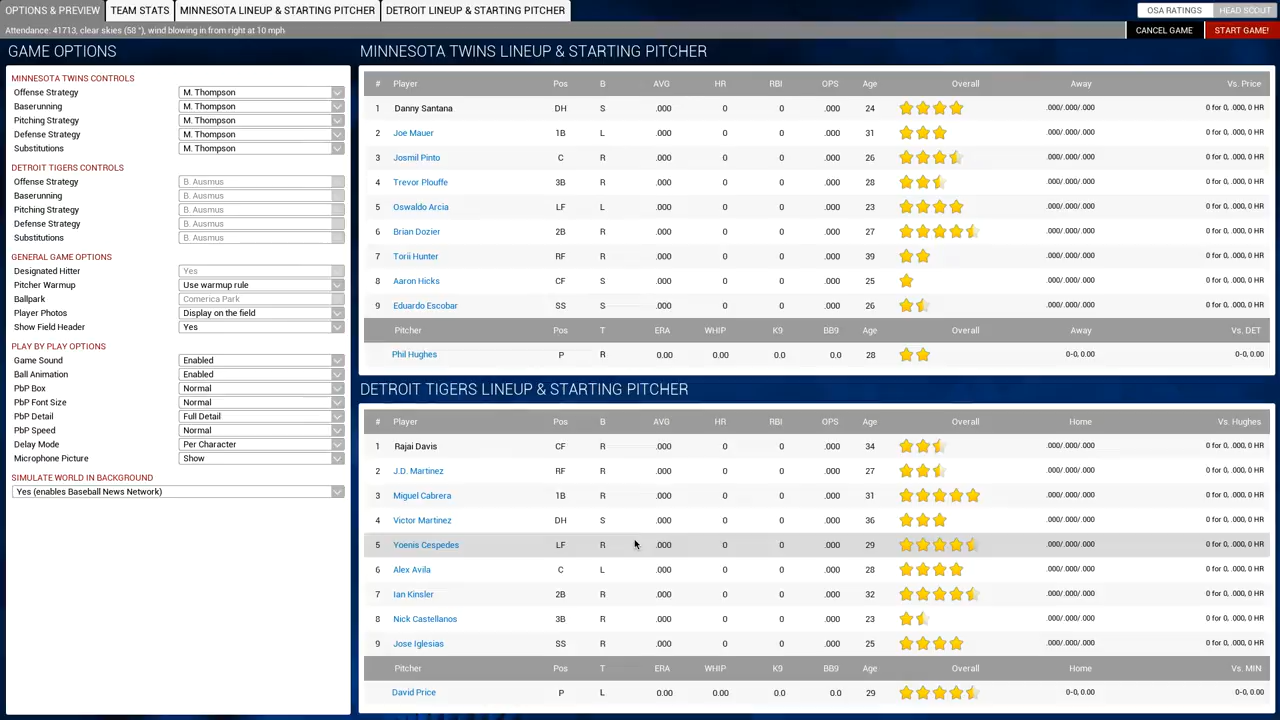 OPTIONS & PREVIEW TEAM STATS MINNESOTA LINEUP & STARTING PITCHER DETROIT LINEUP & STARTING PITCHER OSA RATINGS HEAD SCOUT
Attendance: 41713, clear skies (58 °), wind blowing in from right at 10 mph CANCEL GAME START GAME!
GAME OPTIONS
MINNESOTA TWINS CONTROLS
Offense Strategy M. Thompson
Baserunning M. Thompson
Pitching Strategy M. Thompson
Defense Strategy M. Thompson
Substitutions M. Thompson
DETROIT TIGERS CONTROLS
Offense Strategy B. Ausmus
Baserunning B. Ausmus
Pitching Strategy B. Ausmus
Defense Strategy B. Ausmus
Substitutions B. Ausmus
GENERAL GAME OPTIONS
Designated Hitter Yes
Pitcher Warmup Use warmup rule
Ballpark Comerica Park
Player Photos Display on the field
Show Field Header Yes
PLAY BY PLAY OPTIONS
Game Sound Enabled
Ball Animation Enabled
PbP Box Normal
PbP Font Size Normal
PbP Detail Full Detail
PbP Speed Normal
Delay Mode Per Character
Microphone Picture Show
SIMULATE WORLD IN BACKGROUND
Yes (enables Baseball News Network)
MINNESOTA TWINS LINEUP & STARTING PITCHER
# Player Pos B AVG HR RBI OPS Age Overall Away Vs. Price
1 Danny Santana DH S .000 0 0 .000 24 .000/.000/.000 0 for 0, .000, 0 HR
2 Joe Mauer 1B L .000 0 0 .000 31 .000/.000/.000 0 for 0, .000, 0 HR
3 Josmil Pinto C R .000 0 0 .000 26 .000/.000/.000 0 for 0, .000, 0 HR
4 Trevor Plouffe 3B R .000 0 0 .000 28 .000/.000/.000 0 for 0, .000, 0 HR
5 Oswaldo Arcia LF L .000 0 0 .000 23 .000/.000/.000 0 for 0, .000, 0 HR
6 Brian Dozier 2B R .000 0 0 .000 27 .000/.000/.000 0 for 0, .000, 0 HR
7 Torii Hunter RF R .000 0 0 .000 39 .000/.000/.000 0 for 0, .000, 0 HR
8 Aaron Hicks CF S .000 0 0 .000 25 .000/.000/.000 0 for 0, .000, 0 HR
9 Eduardo Escobar SS S .000 0 0 .000 26 .000/.000/.000 0 for 0, .000, 0 HR
Pitcher Pos T ERA WHIP K9 BB9 Age Overall Away Vs. DET
Phil Hughes P R 0.00 0.00 0.0 0.0 28 0-0, 0.00 0-0, 0.00
DETROIT TIGERS LINEUP & STARTING PITCHER
# Player Pos B AVG HR RBI OPS Age Overall Home Vs. Hughes
1 Rajai Davis CF R .000 0 0 .000 34 .000/.000/.000 0 for 0, .000, 0 HR
2 J.D. Martinez RF R .000 0 0 .000 27 .000/.000/.000 0 for 0, .000, 0 HR
3 Miguel Cabrera 1B R .000 0 0 .000 31 .000/.000/.000 0 for 0, .000, 0 HR
4 Victor Martinez DH S .000 0 0 .000 36 .000/.000/.000 0 for 0, .000, 0 HR
5 Yoenis Cespedes LF R .000 0 0 .000 29 .000/.000/.000 0 for 0, .000, 0 HR
6 Alex Avila C L .000 0 0 .000 28 .000/.000/.000 0 for 0, .000, 0 HR
7 Ian Kinsler 2B R .000 0 0 .000 32 .000/.000/.000 0 for 0, .000, 0 HR
8 Nick Castellanos 3B R .000 0 0 .000 23 .000/.000/.000 0 for 0, .000, 0 HR
9 Jose Iglesias SS R .000 0 0 .000 25 .000/.000/.000 0 for 0, .000, 0 HR
Pitcher Pos T ERA WHIP K9 BB9 Age Overall Home Vs. MIN
David Price P L 0.00 0.00 0.0 0.0 29 0-0, 0.00 0-0, 0.00